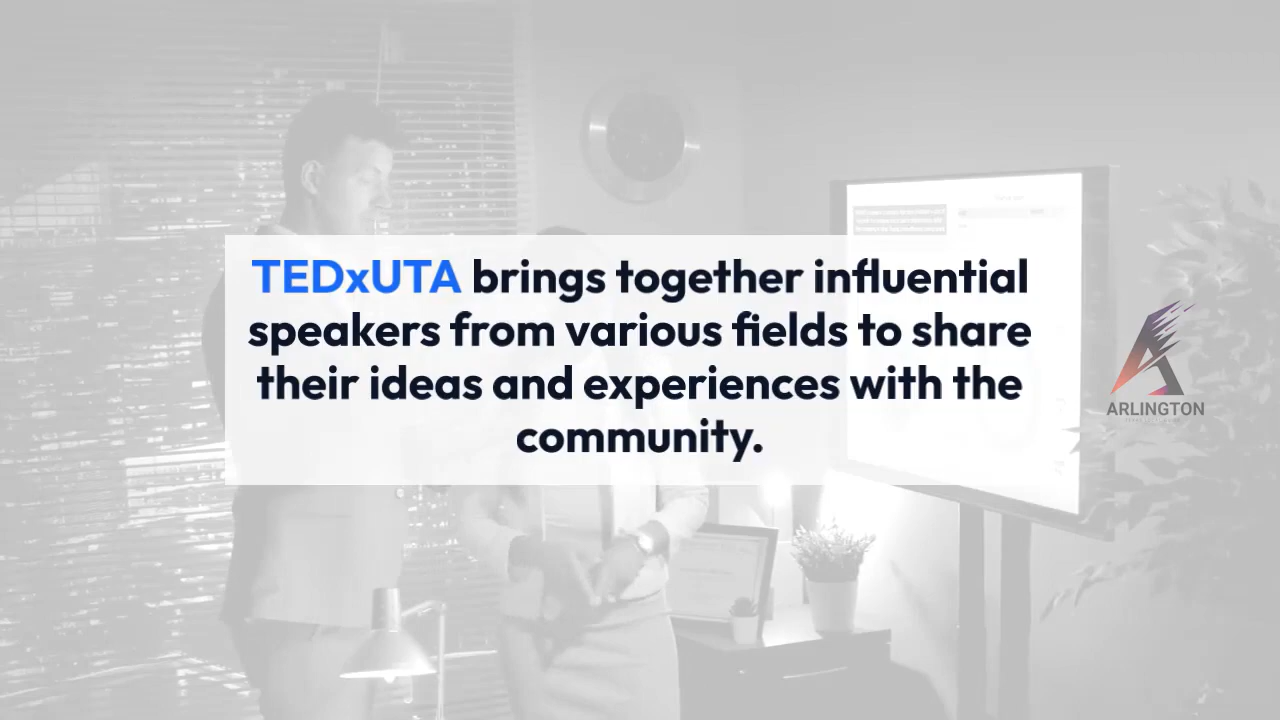 TEDxUTA brings together influential
speakers from various fields to share
their ideas and experiences with the
community.
ARLINGTON